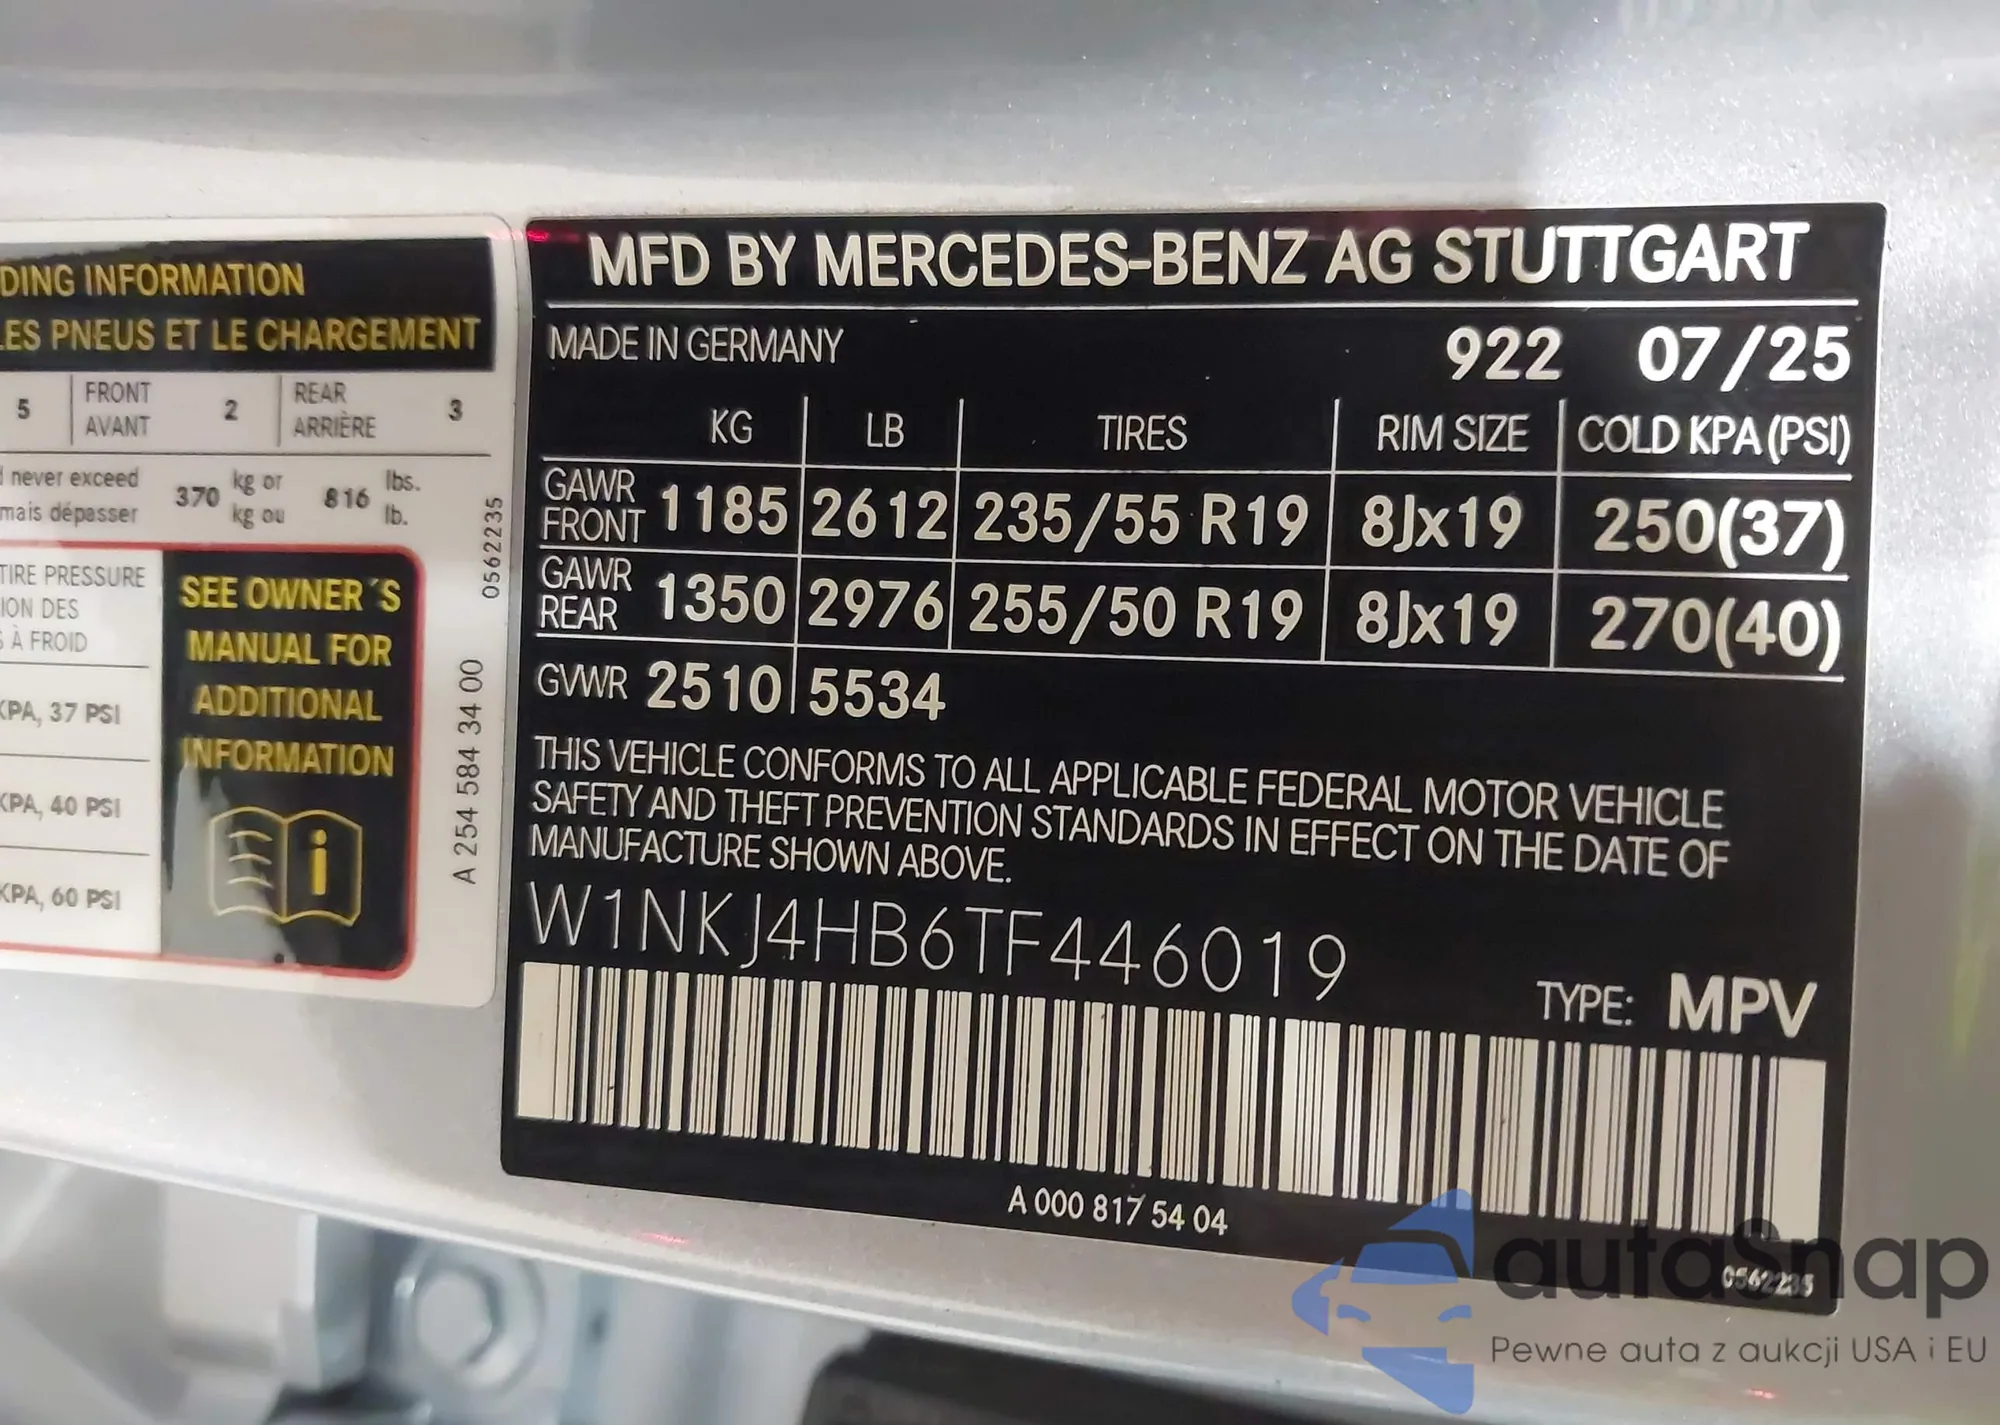 DING INFORMATION
LES PNEUS ET LE CHARGEMENT
5 FRONT AVANT 2 REAR ARRIÈRE 3
never exceed 370 kg or 816 lbs.
mais dépasser kg ou lb.
TIRE PRESSURE
ION DES
À FROID
KPA, 37 PSI
KPA, 40 PSI
KPA, 60 PSI
SEE OWNER´S
MANUAL FOR
ADDITIONAL
INFORMATION
i
0562235
A 254 584 34 00
MFD BY MERCEDES-BENZ AG STUTTGART
MADE IN GERMANY 922 07/25
KG LB TIRES RIM SIZE COLD KPA(PSI)
GAWR FRONT 1185 2612 235/55 R19 8Jx19 250(37)
GAWR REAR 1350 2976 255/50 R19 8Jx19 270(40)
GVWR 2510 5534
THIS VEHICLE CONFORMS TO ALL APPLICABLE FEDERAL MOTOR VEHICLE
SAFETY AND THEFT PREVENTION STANDARDS IN EFFECT ON THE DATE OF
MANUFACTURE SHOWN ABOVE.
W1NKJ4HB6TF446019
TYPE: MPV
A 000 817 54 04
0562235
autaSnap
Pewne auta z aukcji USA i EU